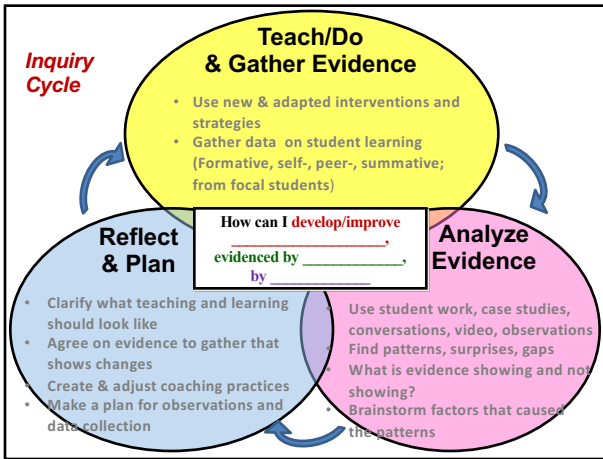 Inquiry
Cycle
Teach/Do
& Gather Evidence
• Use new & adapted interventions and
strategies
• Gather data on student learning
(Formative, self-, peer-, summative;
from focal students)
How can I develop/improve
____________________,
evidenced by _____________,
by _____________
Reflect
& Plan
• Clarify what teaching and learning
should look like
• Agree on evidence to gather that
shows changes
• Create & adjust coaching practices
• Make a plan for observations and
data collection
Analyze
Evidence
• Use student work, case studies,
conversations, video, observations
• Find patterns, surprises, gaps
• What is evidence showing and not
showing?
• Brainstorm factors that caused
the patterns